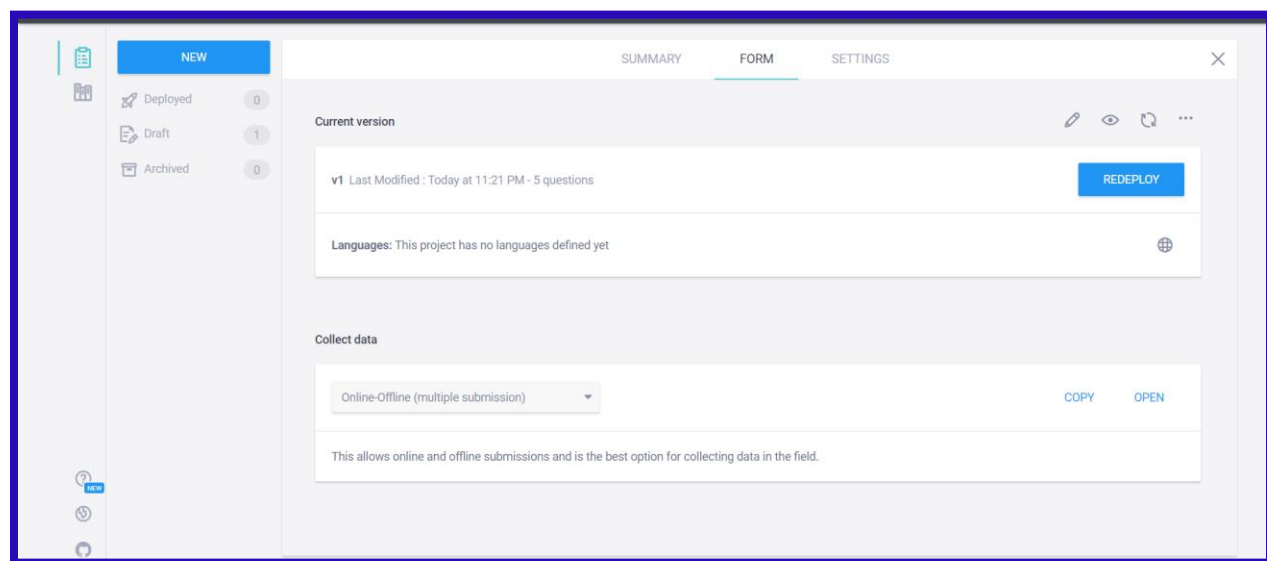 NEW
Deployed 0
Draft 1
Archived 0
NEW
SUMMARY FORM SETTINGS
Current version
v1 Last Modified : Today at 11:21 PM - 5 questions
REDEPLOY
Languages: This project has no languages defined yet
Collect data
Online-Offline (multiple submission)
COPY OPEN
This allows online and offline submissions and is the best option for collecting data in the field.